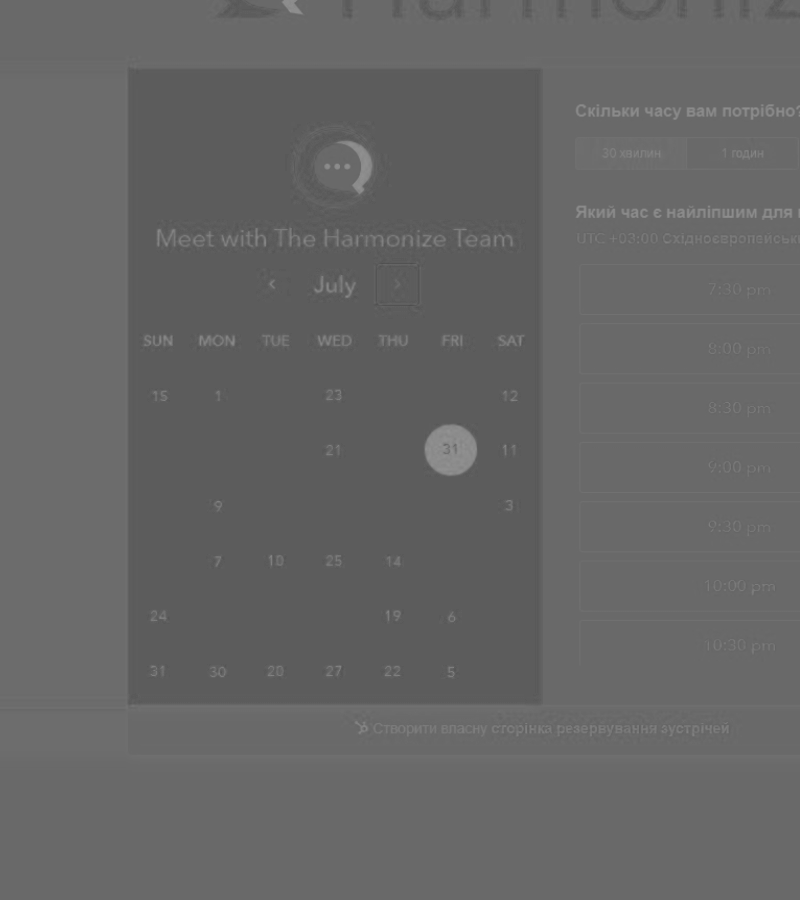 Harmoniz
Meet with The Harmonize Team
‹ July ›
SUN MON TUE WED THU FRI SAT
15 1 23 12
21 31 11
9 3
7 10 25 14
24 19 6
31 30 20 27 22 5
Скільки часу вам потрібно?
30 хвилин 1 годин
Який час є найліпшим для
UTC +03:00
7:30 pm
8:00 pm
8:30 pm
9:00 pm
9:30 pm
10:00 pm
10:30 pm
Створити власну сторінка резервування зустрічей